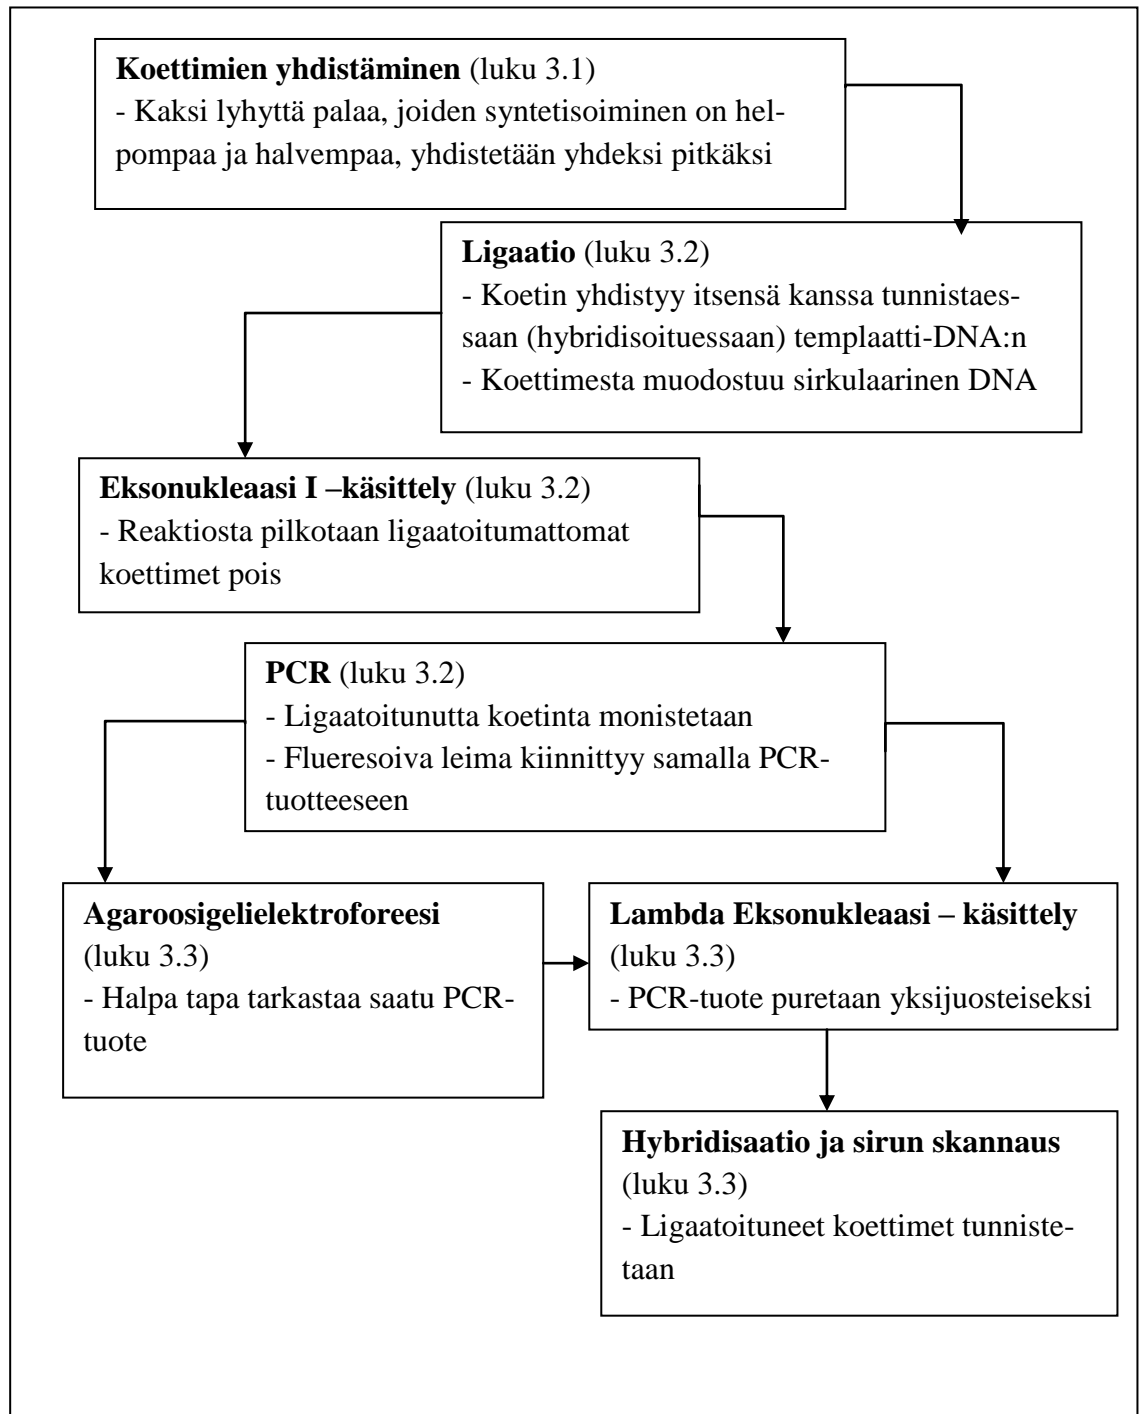 Koettimien yhdistäminen (luku 3.1)
- Kaksi lyhyttä palaa, joiden syntetisoiminen on hel-
pompaa ja halvempaa, yhdistetään yhdeksi pitkäksi
Ligaatio (luku 3.2)
- Koetin yhdistyy itsensä kanssa tunnistaes-
saan (hybridisoituessaan) templaatti-DNA:n
- Koettimesta muodostuu sirkulaarinen DNA
Eksonukleaasi I –käsittely (luku 3.2)
- Reaktiosta pilkotaan ligaatoitumattomat
koettimet pois
PCR (luku 3.2)
- Ligaatoitunutta koetinta monistetaan
- Flueresoiva leima kiinnittyy samalla PCR-
tuotteeseen
Agaroosigelielektroforeesi
(luku 3.3)
- Halpa tapa tarkastaa saatu PCR-
tuote
Lambda Eksonukleaasi – käsittely
(luku 3.3)
- PCR-tuote puretaan yksijuosteiseksi
Hybridisaatio ja sirun skannaus
(luku 3.3)
- Ligaatoituneet koettimet tunniste-
taan